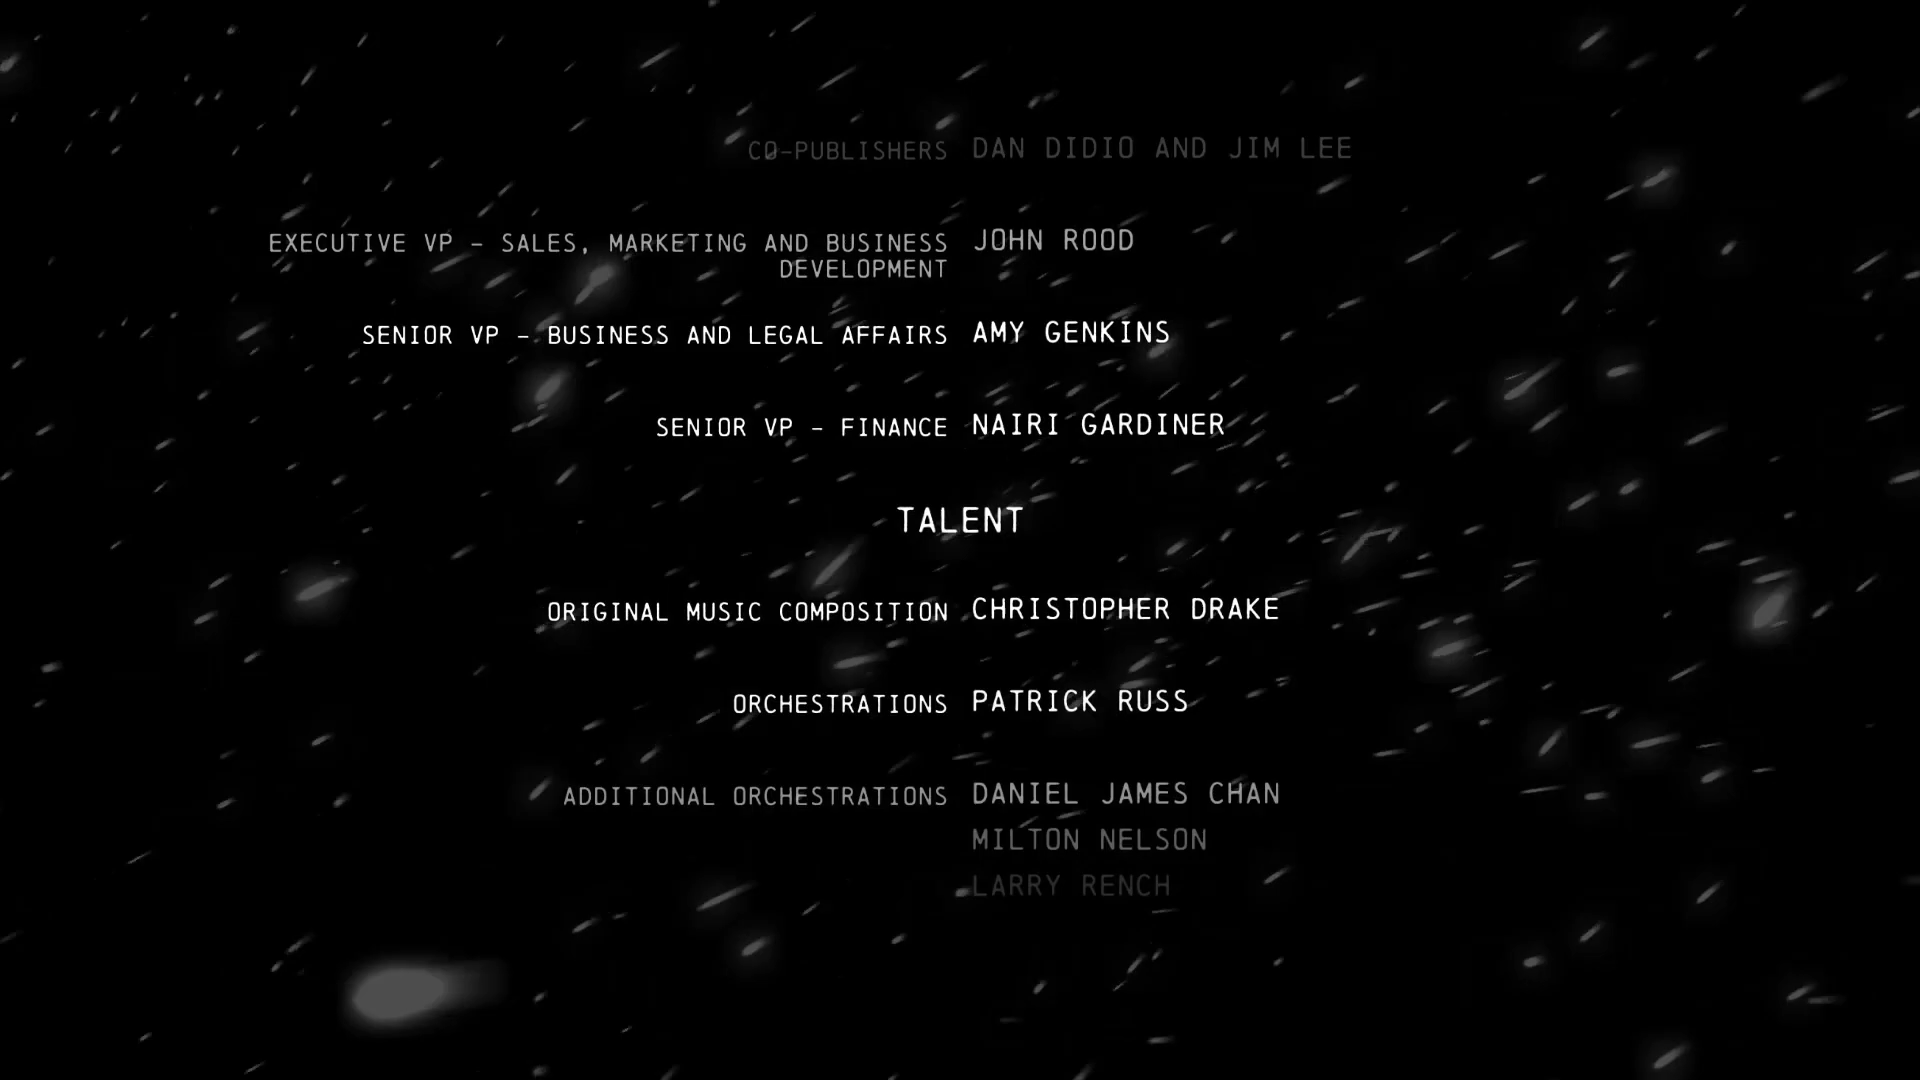 CO-PUBLISHERS DAN DIDIO AND JIM LEE
EXECUTIVE VP - SALES, MARKETING AND BUSINESS JOHN ROOD
DEVELOPMENT
SENIOR VP - BUSINESS AND LEGAL AFFAIRS AMY GENKINS
SENIOR VP - FINANCE NAIRI GARDINER
TALENT
ORIGINAL MUSIC COMPOSITION CHRISTOPHER DRAKE
ORCHESTRATIONS PATRICK RUSS
ADDITIONAL ORCHESTRATIONS DANIEL JAMES CHAN
MILTON NELSON
LARRY RENCH